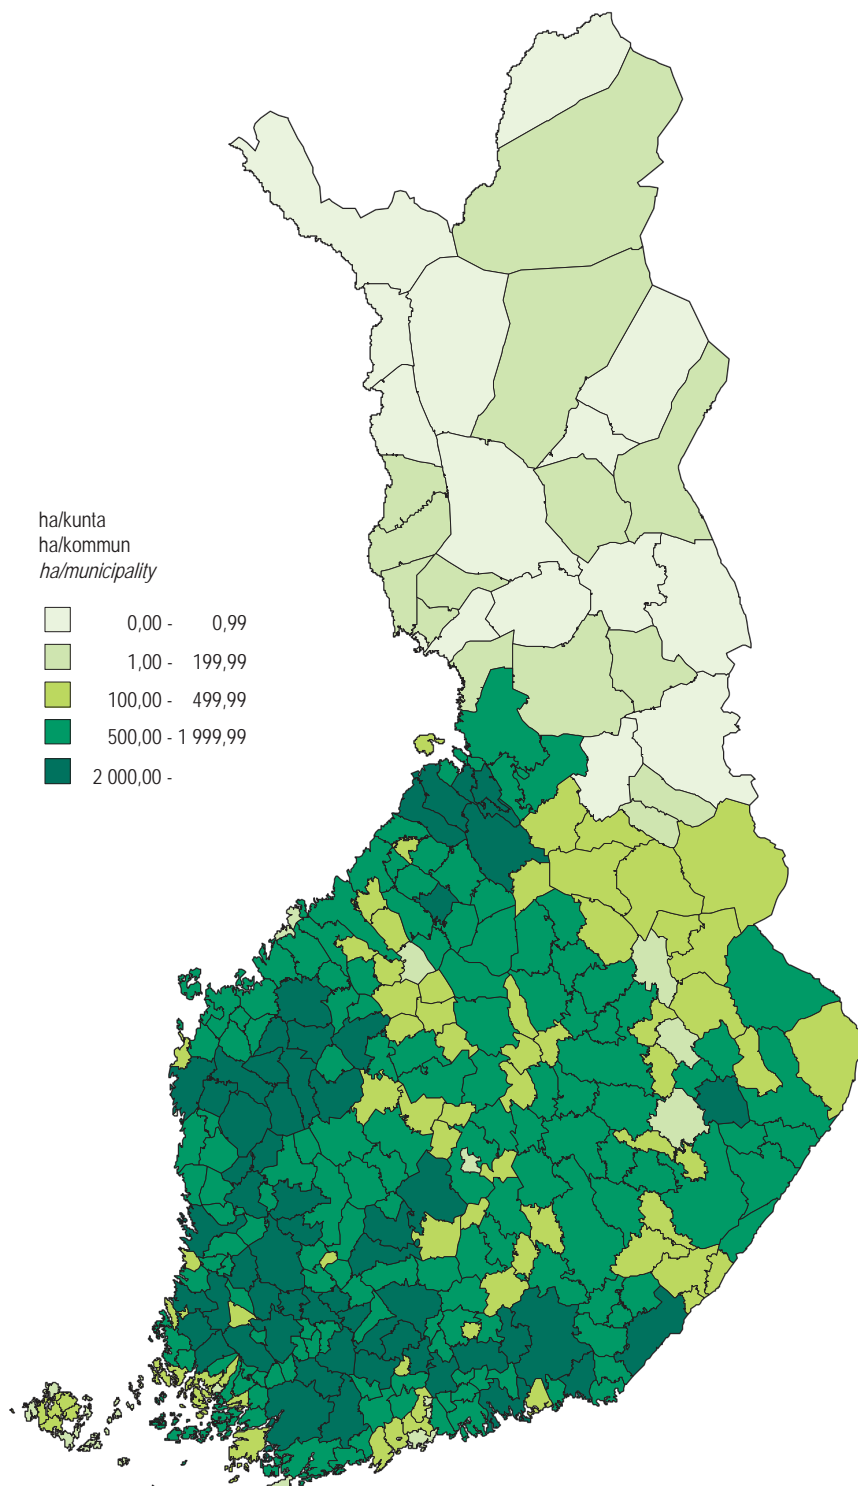 ha/kunta
ha/kommun
ha/municipality
0,00 - 0,99
1,00 - 199,99
100,00 - 499,99
500,00 - 1 999,99
2 000,00 -